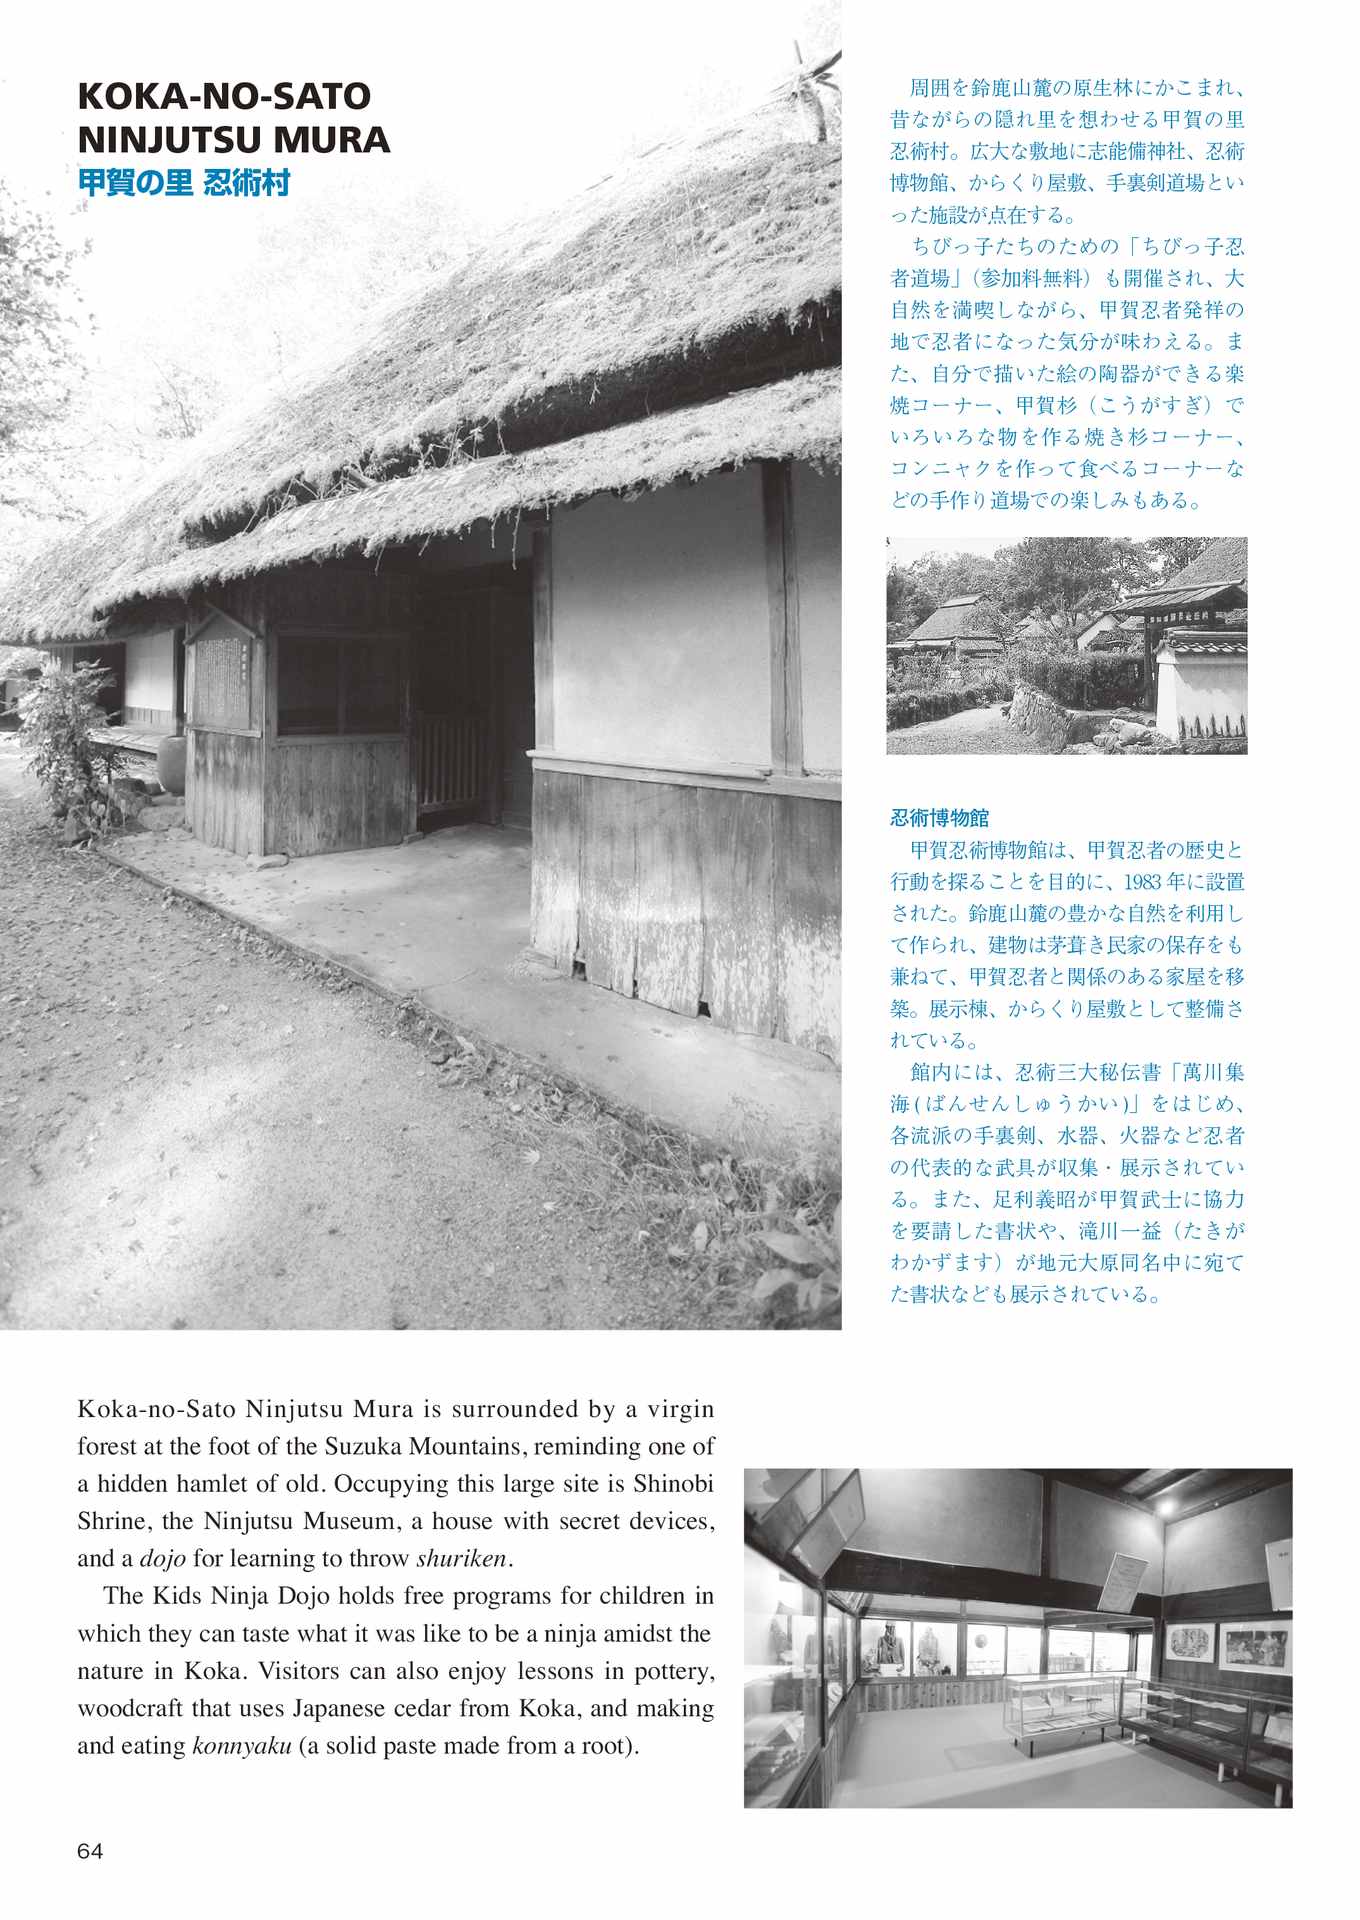 KOKA-NO-SATO
NINJUTSU MURA
甲賀の里 忍術村
周囲を鈴鹿山麓の原生林にかこまれ、
昔ながらの隠れ里を想わせる甲賀の里
忍術村。広大な敷地に志能備神社、忍術
博物館、からくり屋敷、手裏剣道場とい
った施設が点在する。
ちびっ子たちのための「ちびっ子忍
者道場」（参加料無料）も開催され、大
自然を満喫しながら、甲賀忍者発祥の
地で忍者になった気分が味わえる。ま
た、自分で描いた絵の陶器ができる楽
焼コーナー、甲賀杉（こうがすぎ）で
いろいろな物を作る焼き杉コーナー、
コンニャクを作って食べるコーナーな
どの手作り道場での楽しみもある。
忍術博物館
甲賀忍術博物館は、甲賀忍者の歴史と
行動を探ることを目的に、1983 年に設置
された。鈴鹿山麓の豊かな自然を利用し
て作られ、建物は茅葺き民家の保存をも
兼ねて、甲賀忍者と関係のある家屋を移
築。展示棟、からくり屋敷として整備さ
れている。
館内には、忍術三大秘伝書「萬川集
海 ( ばんせんしゅうかい )」をはじめ、
各流派の手裏剣、水器、火器など忍者
の代表的な武具が収集・展示されてい
る。また、足利義昭が甲賀武士に協力
を要請した書状や、滝川一益（たきが
わかずます）が地元大原同名中に宛て
た書状なども展示されている。
Koka-no-Sato Ninjutsu Mura is surrounded by a virgin
forest at the foot of the Suzuka Mountains, reminding one of
a hidden hamlet of old. Occupying this large site is Shinobi
Shrine, the Ninjutsu Museum, a house with secret devices,
and a dojo for learning to throw shuriken.
The Kids Ninja Dojo holds free programs for children in
which they can taste what it was like to be a ninja amidst the
nature in Koka. Visitors can also enjoy lessons in pottery,
woodcraft that uses Japanese cedar from Koka, and making
and eating konnyaku (a solid paste made from a root).
64